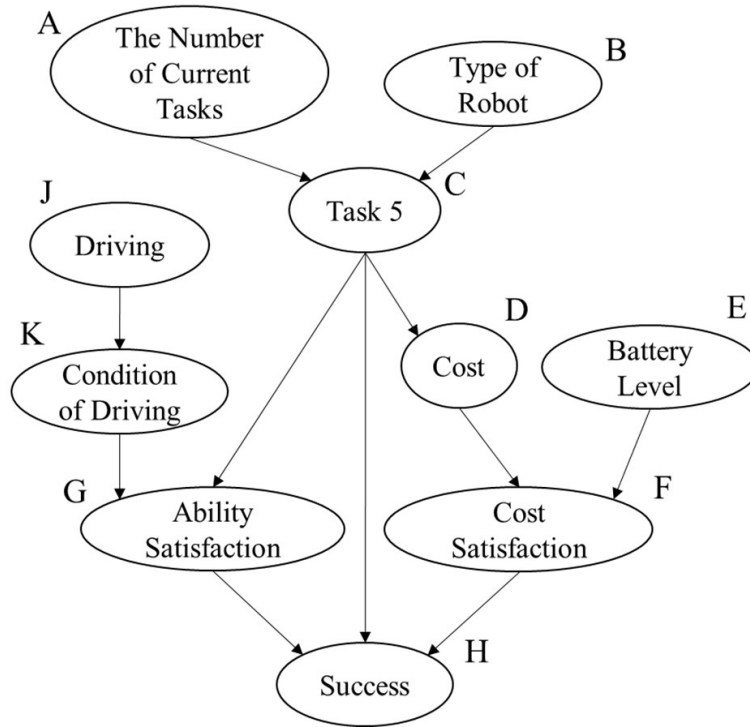 A
The Number
of Current
Tasks
B
Type of
Robot
C
Task 5
J
Driving
D
Cost
E
Battery
Level
K
Condition
of Driving
G
Ability
Satisfaction
F
Cost
Satisfaction
H
Success